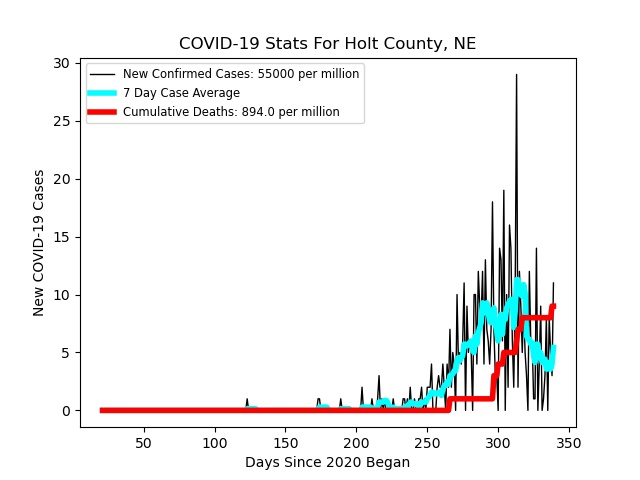 COVID-19 Stats For Holt County, NE
New Confirmed Cases: 55000 per million
7 Day Case Average
Cumulative Deaths: 894.0 per million
New COVID-19 Cases
30
25
20
15
10
5
0
50
100
150
200
250
300
350
Days Since 2020 Began